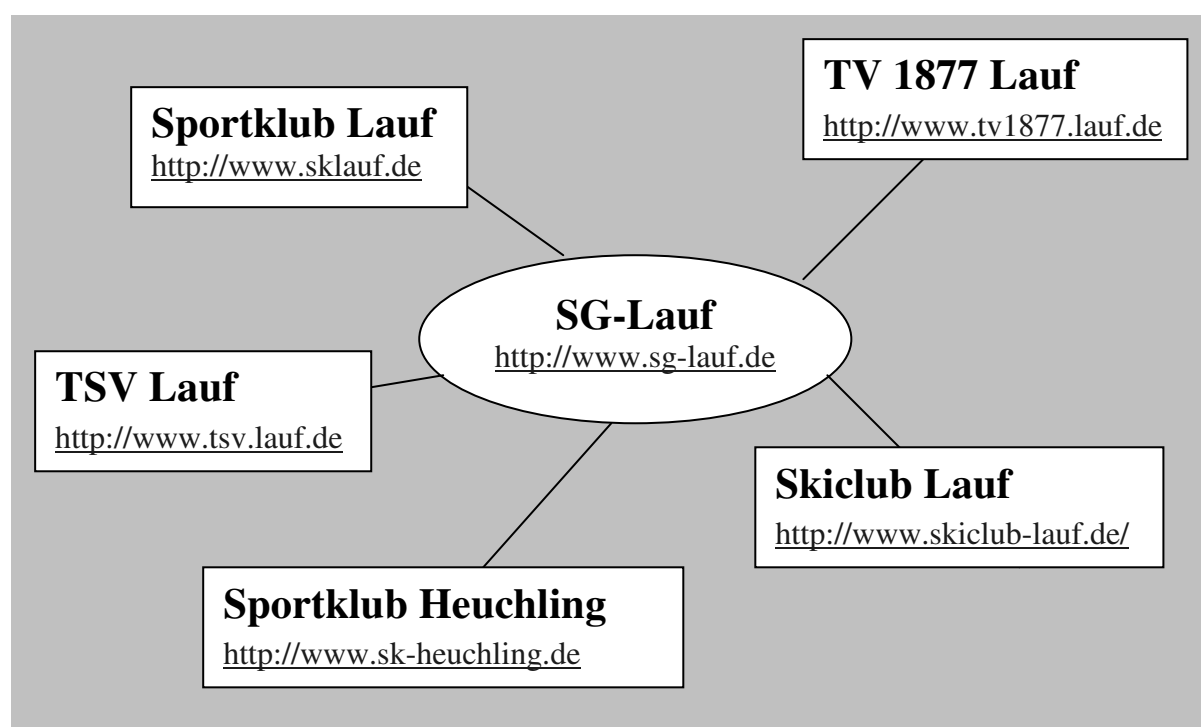 TV 1877 Lauf
http://www.tv1877.lauf.de
Sportklub Lauf
http://www.sklauf.de
SG-Lauf
http://www.sg-lauf.de
TSV Lauf
http://www.tsv.lauf.de
Skiclub Lauf
http://www.skiclub-lauf.de/
Sportklub Heuchling
http://www.sk-heuchling.de